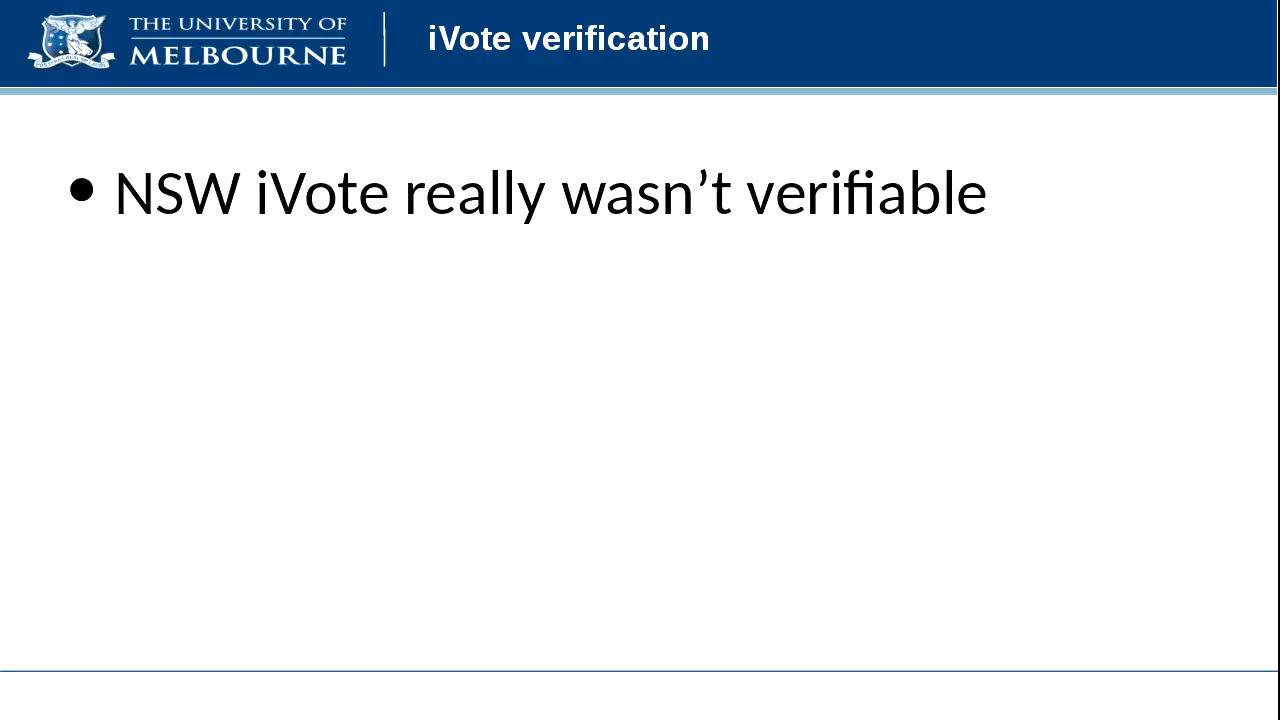 THE UNIVERSITY OF
MELBOURNE
iVote verification
• NSW iVote really wasn’t verifiable